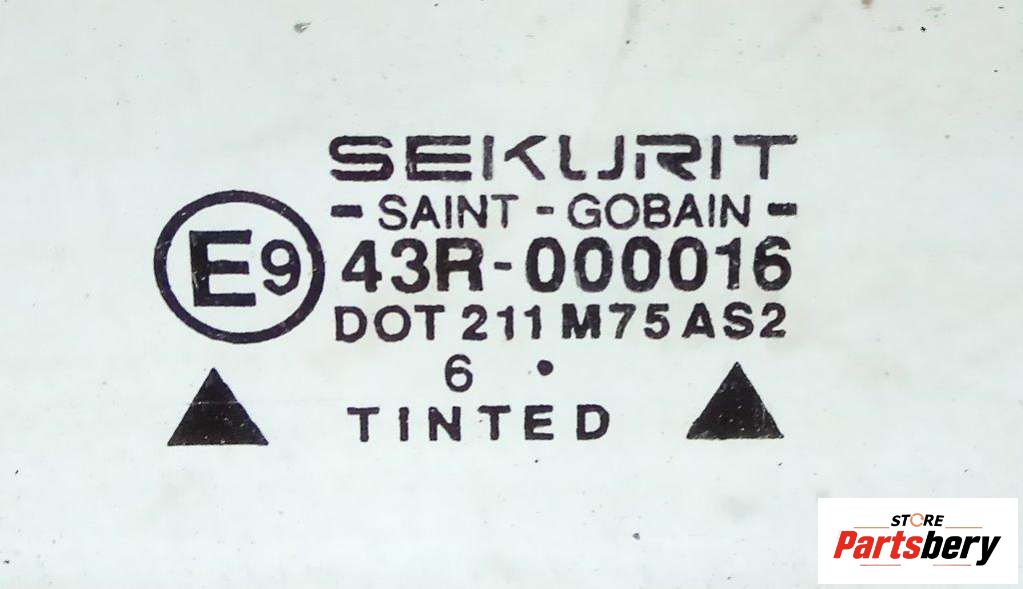 SEKURIT
- SAINT - GOBAIN -
E9 43R-000016
DOT 211 M75 AS2
6 •
TINTED
STORE
Partsbery